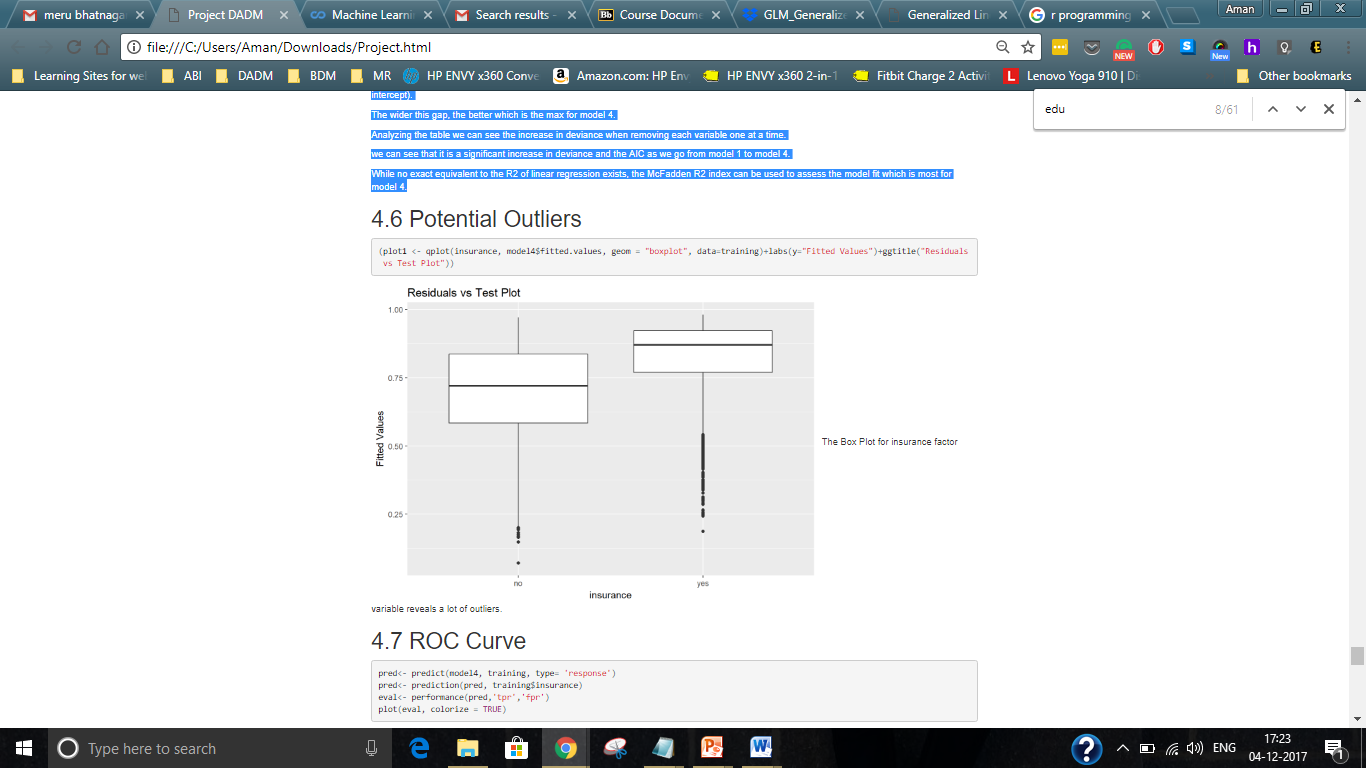 meru bhatnaga
Project DADM
Machine Learni
Search results -
Course Docume
GLM_Generaliz
Generalized Lin
r programming
Aman
file:///C:/Users/Aman/Downloads/Project.html
NEW
New
Learning Sites for we
ABI
DADM
BDM
MR
HP ENVY x360 Conve
Amazon.com: HP Env
HP ENVY x360 2-in-1
Fitbit Charge 2 Activit
Lenovo Yoga 910 | Di
Other bookmarks
edu
8/61
intercept).
The wider this gap, the better which is the max for model 4.
Analyzing the table we can see the increase in deviance when removing each variable one at a time.
we can see that it is a significant increase in deviance and the AIC as we go from model 1 to model 4.
While no exact equivalent to the R2 of linear regression exists, the McFadden R2 index can be used to assess the model fit which is most for
model 4.
4.6 Potential Outliers
(plot1 <- qplot(insurance, model4$fitted.values, geom = "boxplot", data=training)+labs(y="Fitted Values")+ggtitle("Residuals
vs Test Plot"))
Residuals vs Test Plot
1.00
0.75
0.50
0.25
Fitted Values
no
yes
insurance
The Box Plot for insurance factor
variable reveals a lot of outliers.
4.7 ROC Curve
pred<- predict(model4, training, type= 'response')
pred<- prediction(pred, training$insurance)
eval<- performance(pred,'tpr','fpr')
plot(eval, colorize = TRUE)
Type here to search
ENG
17:23
04-12-2017
1